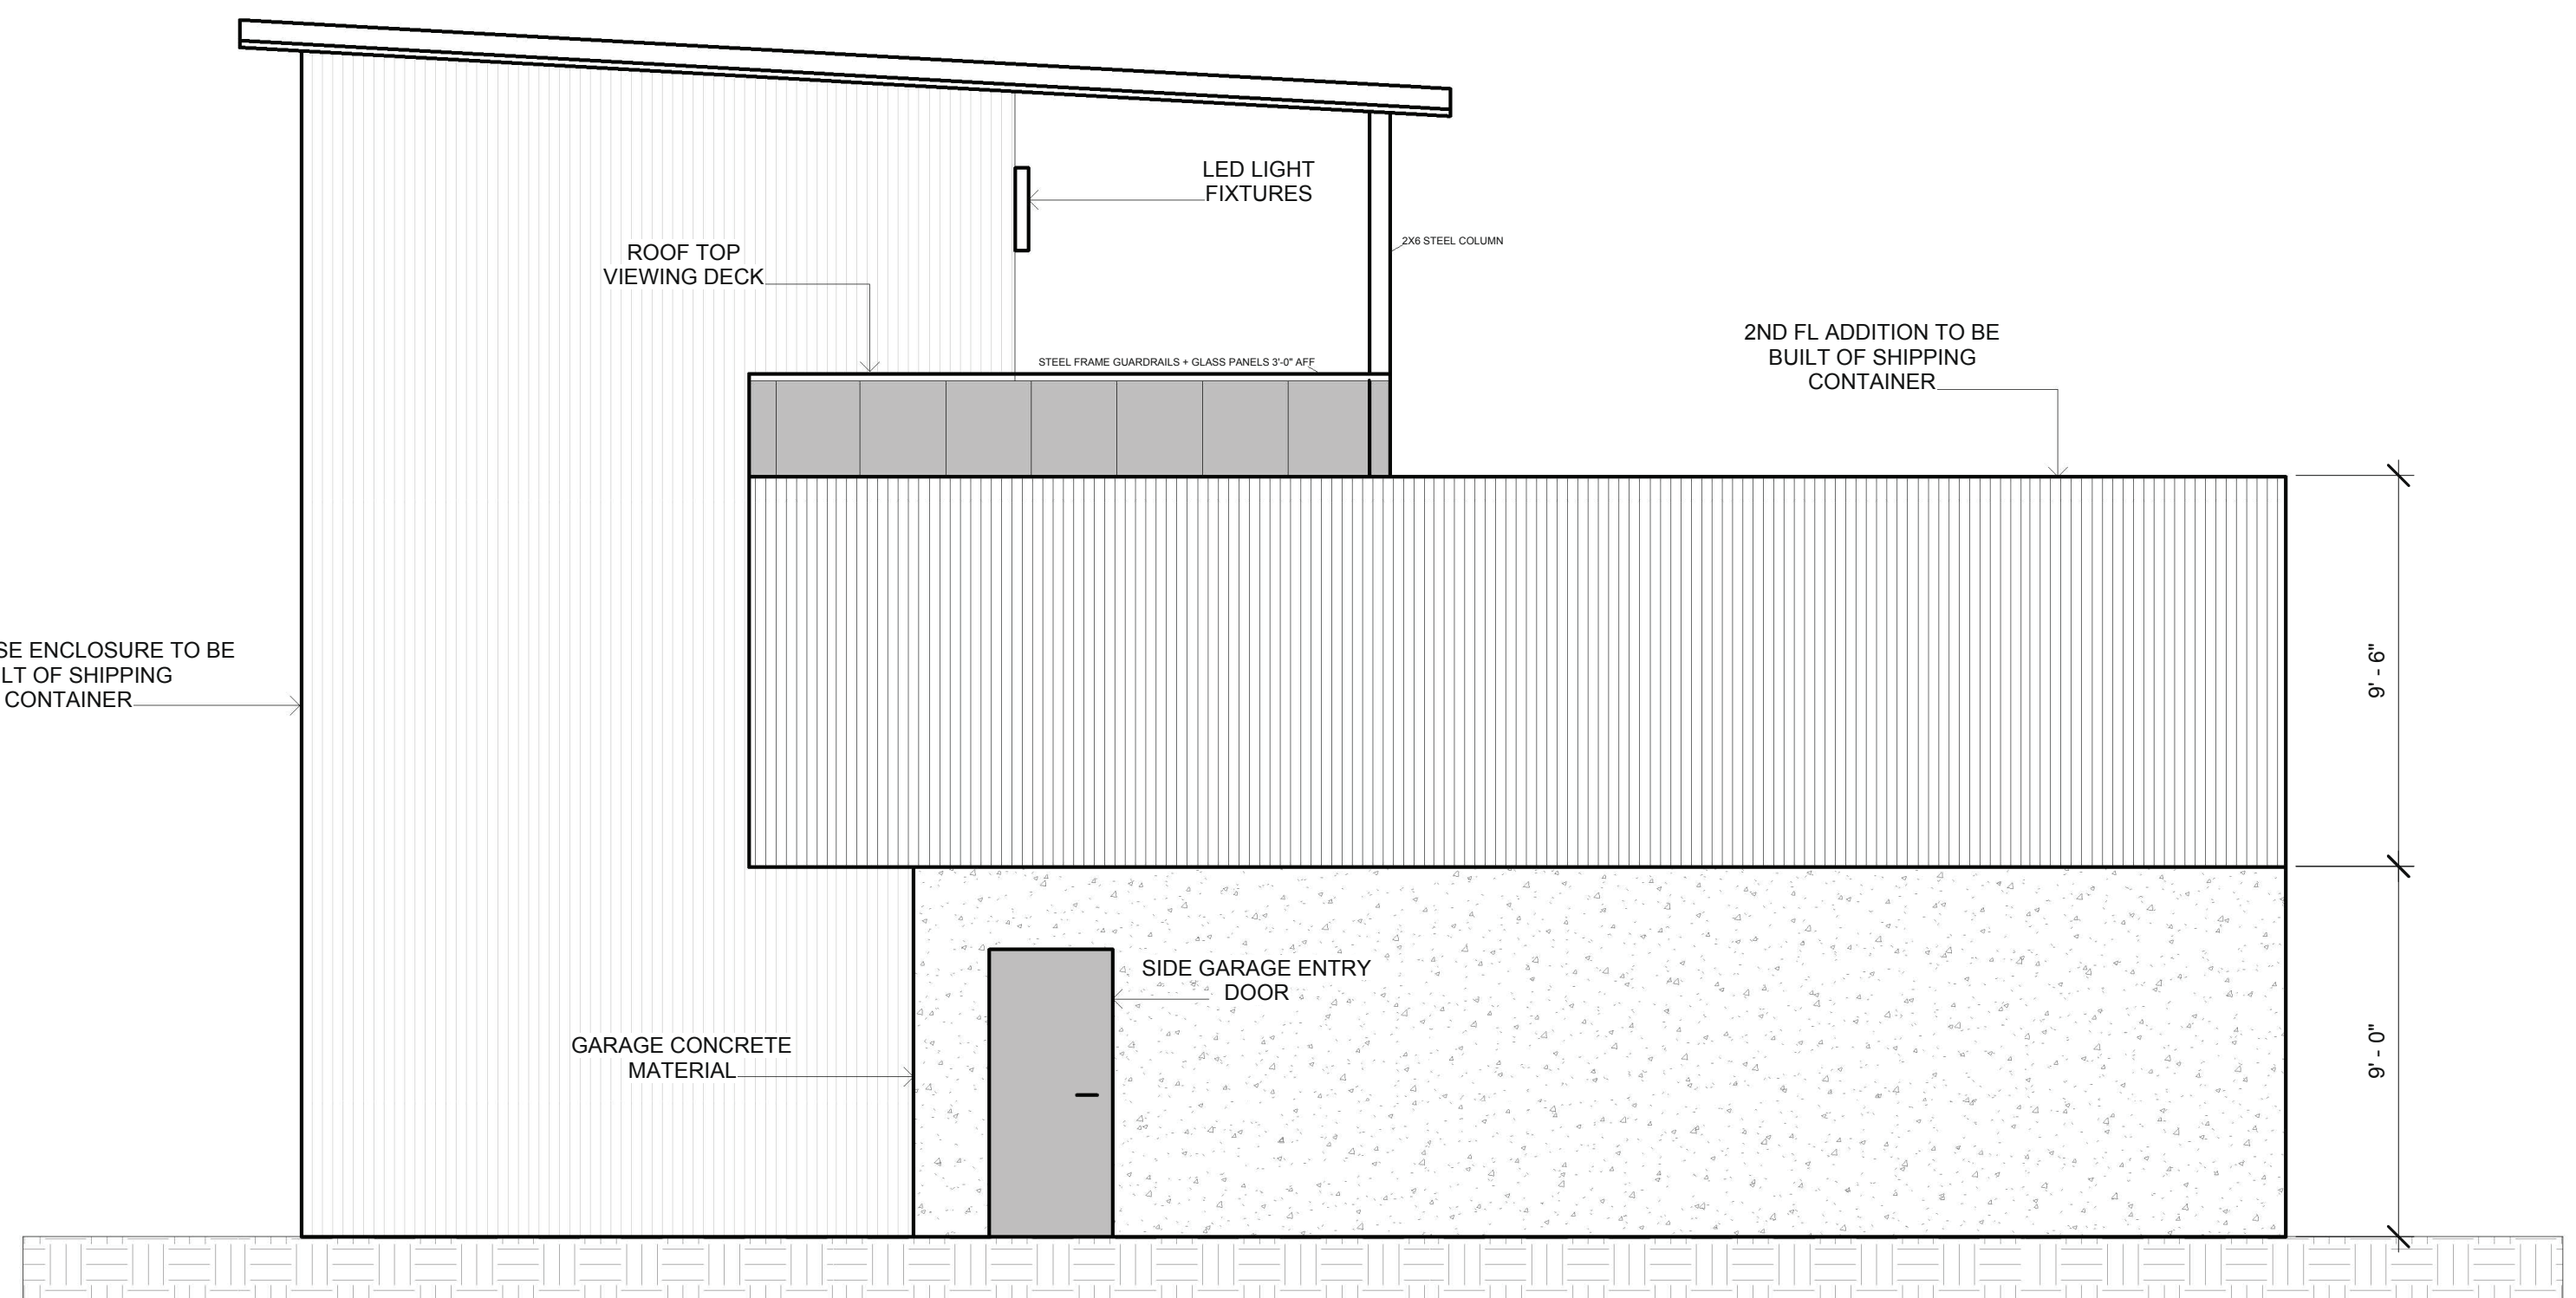 LED LIGHT
FIXTURES
2X6 STEEL COLUMN
ROOF TOP
VIEWING DECK
2ND FL ADDITION TO BE
BUILT OF SHIPPING
CONTAINER
STEEL FRAME GUARDRAILS + GLASS PANELS 3'-0" AFF
SE ENCLOSURE TO BE
LT OF SHIPPING
CONTAINER
9' - 6"
SIDE GARAGE ENTRY
DOOR
GARAGE CONCRETE
MATERIAL
9' - 0"